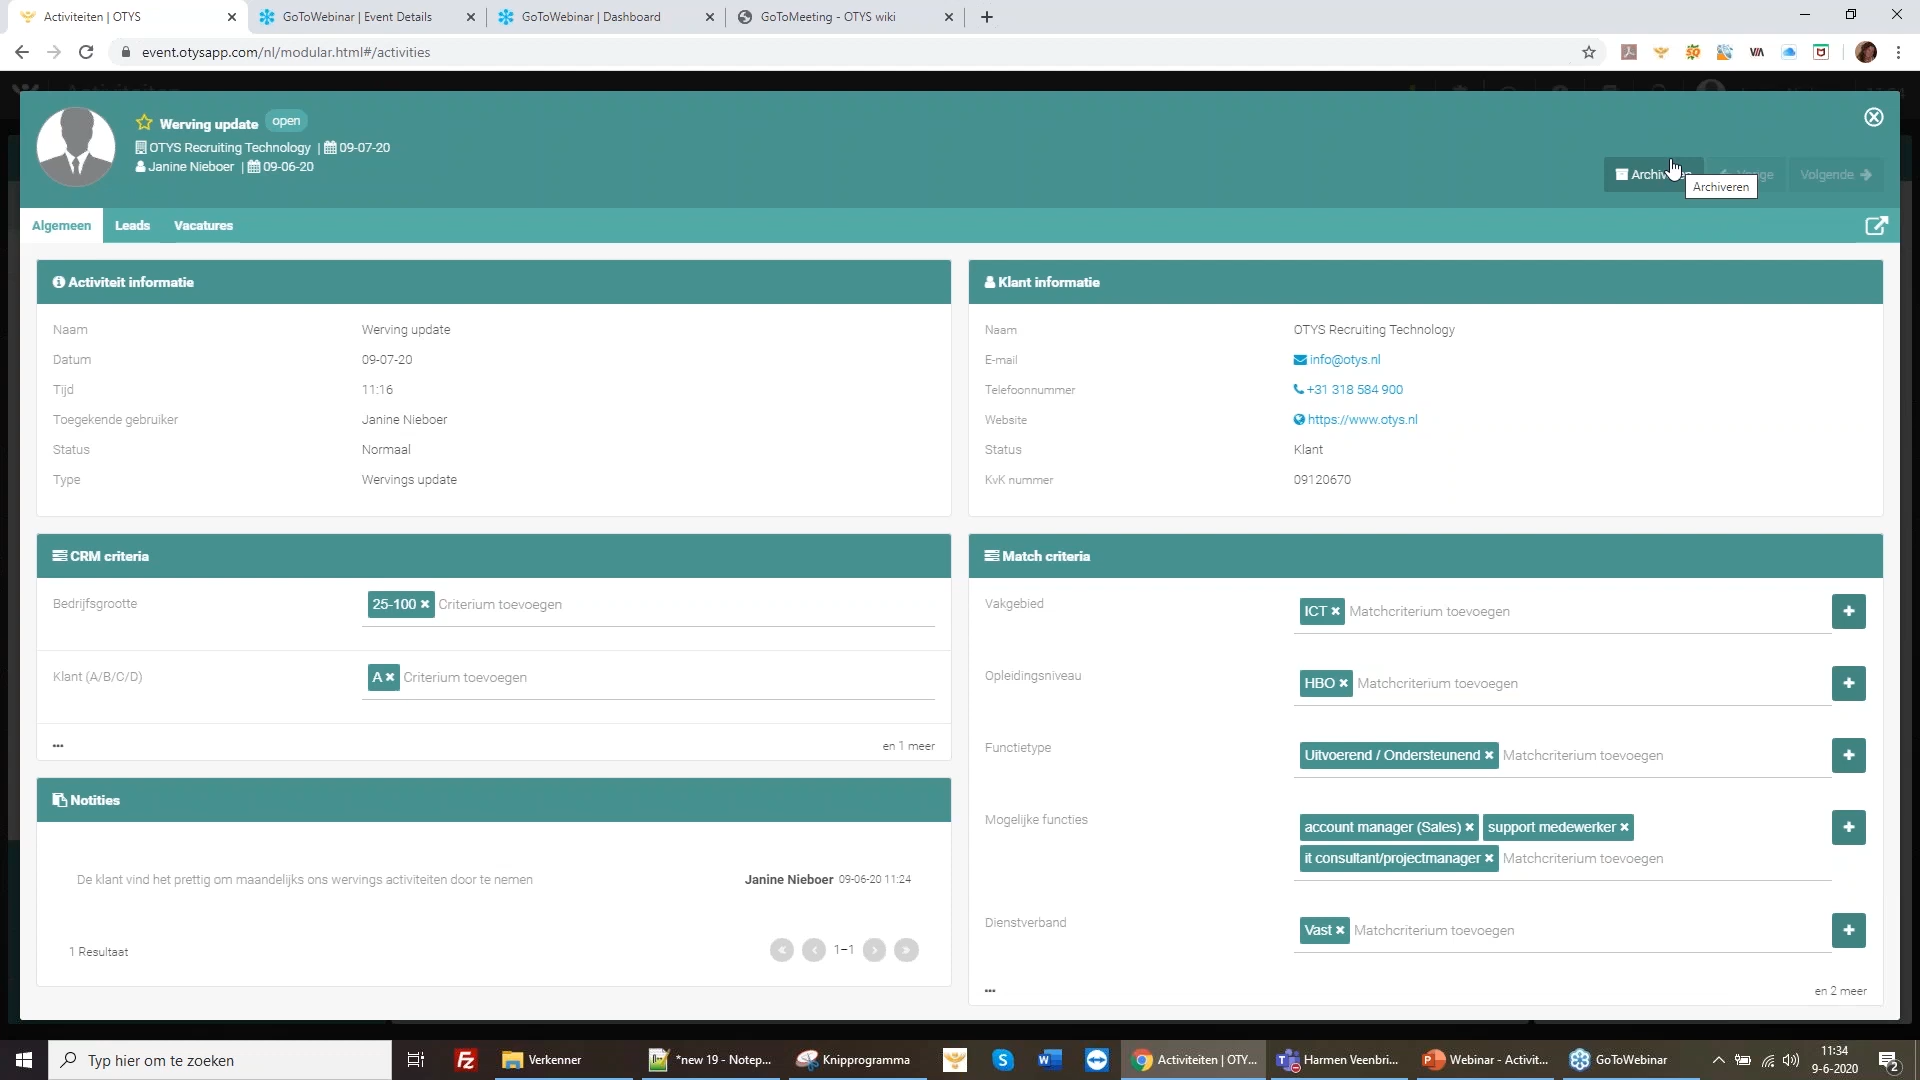 Activiteiten | OTYS
GoToWebinar | Event Details
GoToWebinar | Dashboard
GoToMeeting - OTYS wiki
event.otysapp.com/nl/modular.html#/activities
Werving update open
OTYS Recruiting Technology | 09-07-20
Janine Nieboer | 09-06-20
Volgende
Archiveren
Algemeen Leads Vacatures
Activiteit informatie
Naam Werving update
Datum 09-07-20
Tijd 11:16
Toegekende gebruiker Janine Nieboer
Status Normaal
Type Wervings update
Klant informatie
Naam OTYS Recruiting Technology
E-mail info@otys.nl
Telefoonnummer +31 318 584 900
Website https://www.otys.nl
Status Klant
KvK nummer 09120670
CRM criteria
Bedrijfsgrootte 25-100 Criterium toevoegen
Klant (A/B/C/D) A Criterium toevoegen
... en 1 meer
Notities
De klant vind het prettig om maandelijks ons wervings activiteiten door te nemen Janine Nieboer 09-06-20 11:24
1 Resultaat 1–1
Match criteria
Vakgebied ICT Matchcriterium toevoegen
Opleidingsniveau HBO Matchcriterium toevoegen
Functietype Uitvoerend / Ondersteunend Matchcriterium toevoegen
Mogelijke functies account manager (Sales) support medewerker
it consultant/projectmanager Matchcriterium toevoegen
Dienstverband Vast Matchcriterium toevoegen
... en 2 meer
Typ hier om te zoeken
Verkenner
*new 19 - Notep...
Knipprogramma
Activiteiten | OTY...
Harmen Veenbri...
Webinar - Activit...
GoToWebinar
11:34
9-6-2020
2